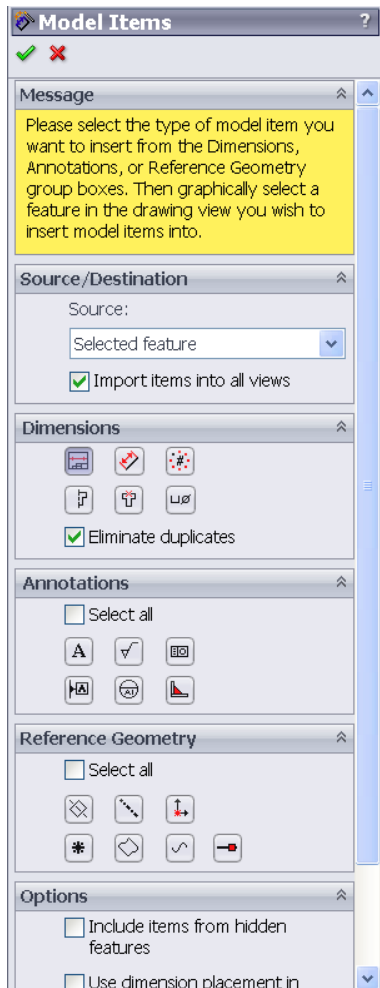 Model Items ?
Message
Please select the type of model item you
want to insert from the Dimensions,
Annotations, or Reference Geometry
group boxes. Then graphically select a
feature in the drawing view you wish to
insert model items into.
Source/Destination
Source:
Selected feature
Import items into all views
Dimensions
Eliminate duplicates
Annotations
Select all
A
Reference Geometry
Select all
Options
Include items from hidden
features
Use dimension placement in